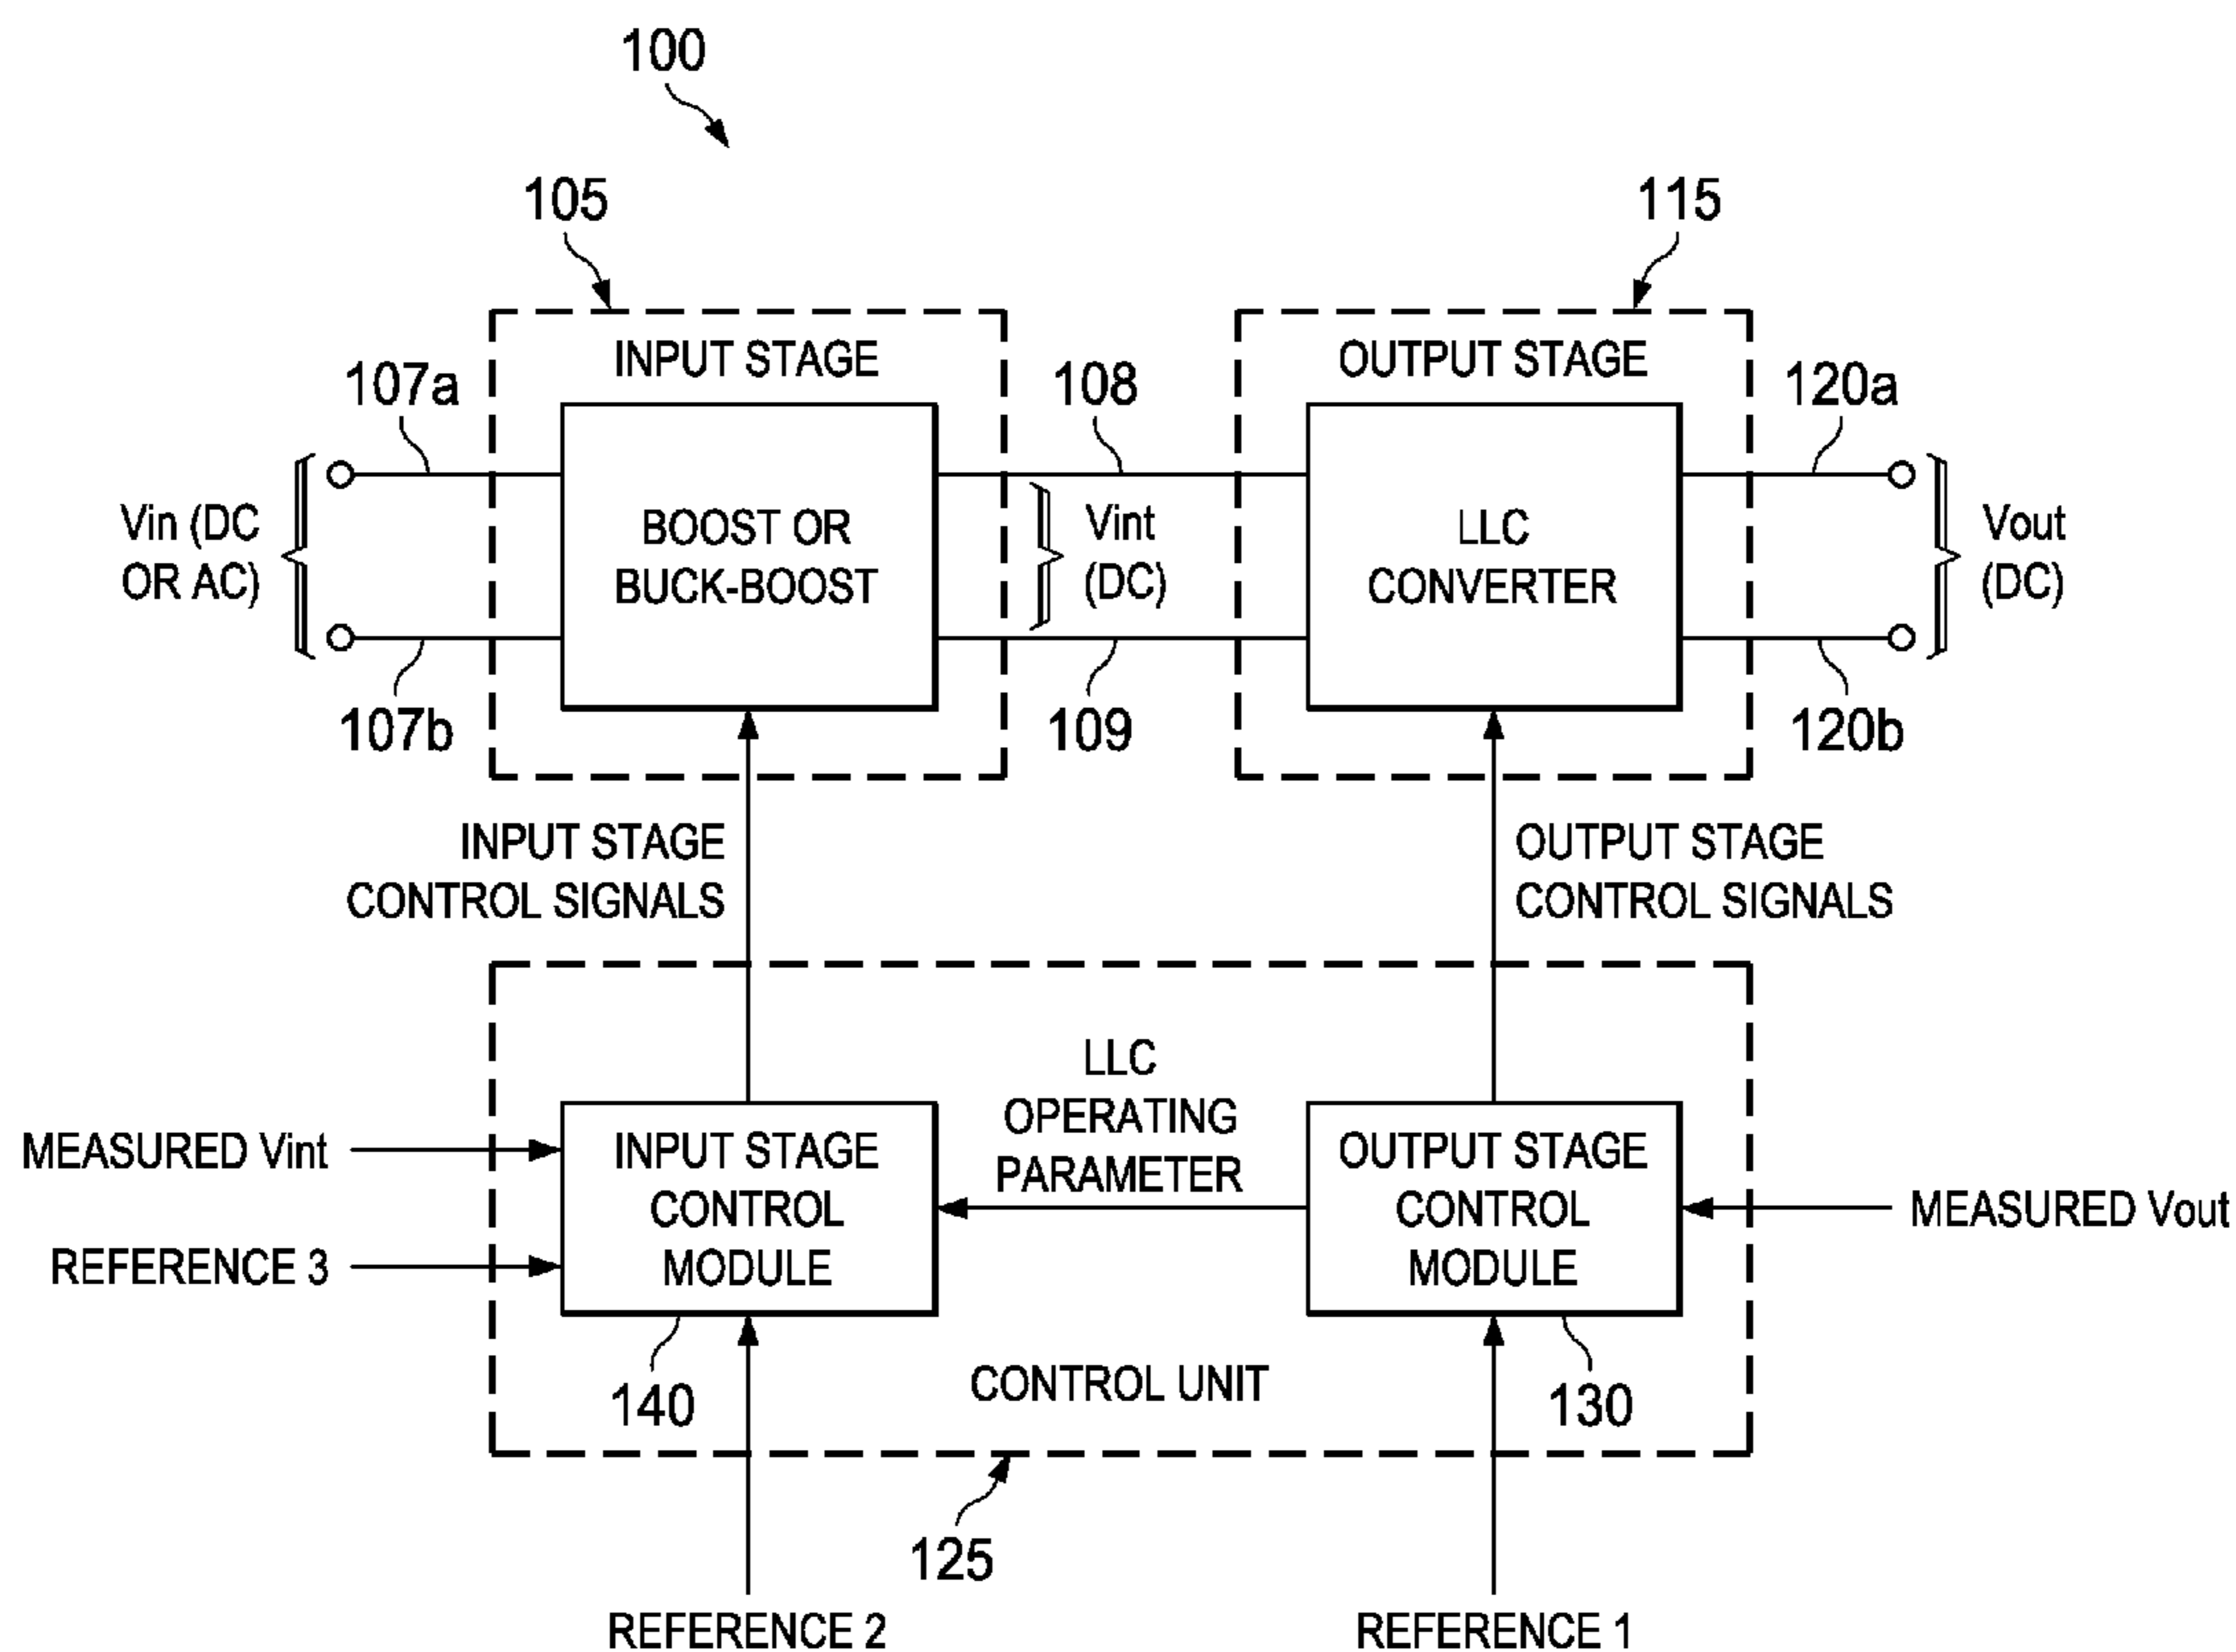 100
105
115
INPUT STAGE
OUTPUT STAGE
107a
108
120a
Vin (DC
OR AC)
BOOST OR
BUCK-BOOST
Vint
(DC)
LLC
CONVERTER
Vout
(DC)
107b
109
120b
INPUT STAGE
CONTROL SIGNALS
OUTPUT STAGE
CONTROL SIGNALS
LLC
OPERATING
PARAMETER
MEASURED Vint
REFERENCE 3
INPUT STAGE
CONTROL
MODULE
OUTPUT STAGE
CONTROL
MODULE
MEASURED Vout
140
CONTROL UNIT
130
125
REFERENCE 2
REFERENCE 1